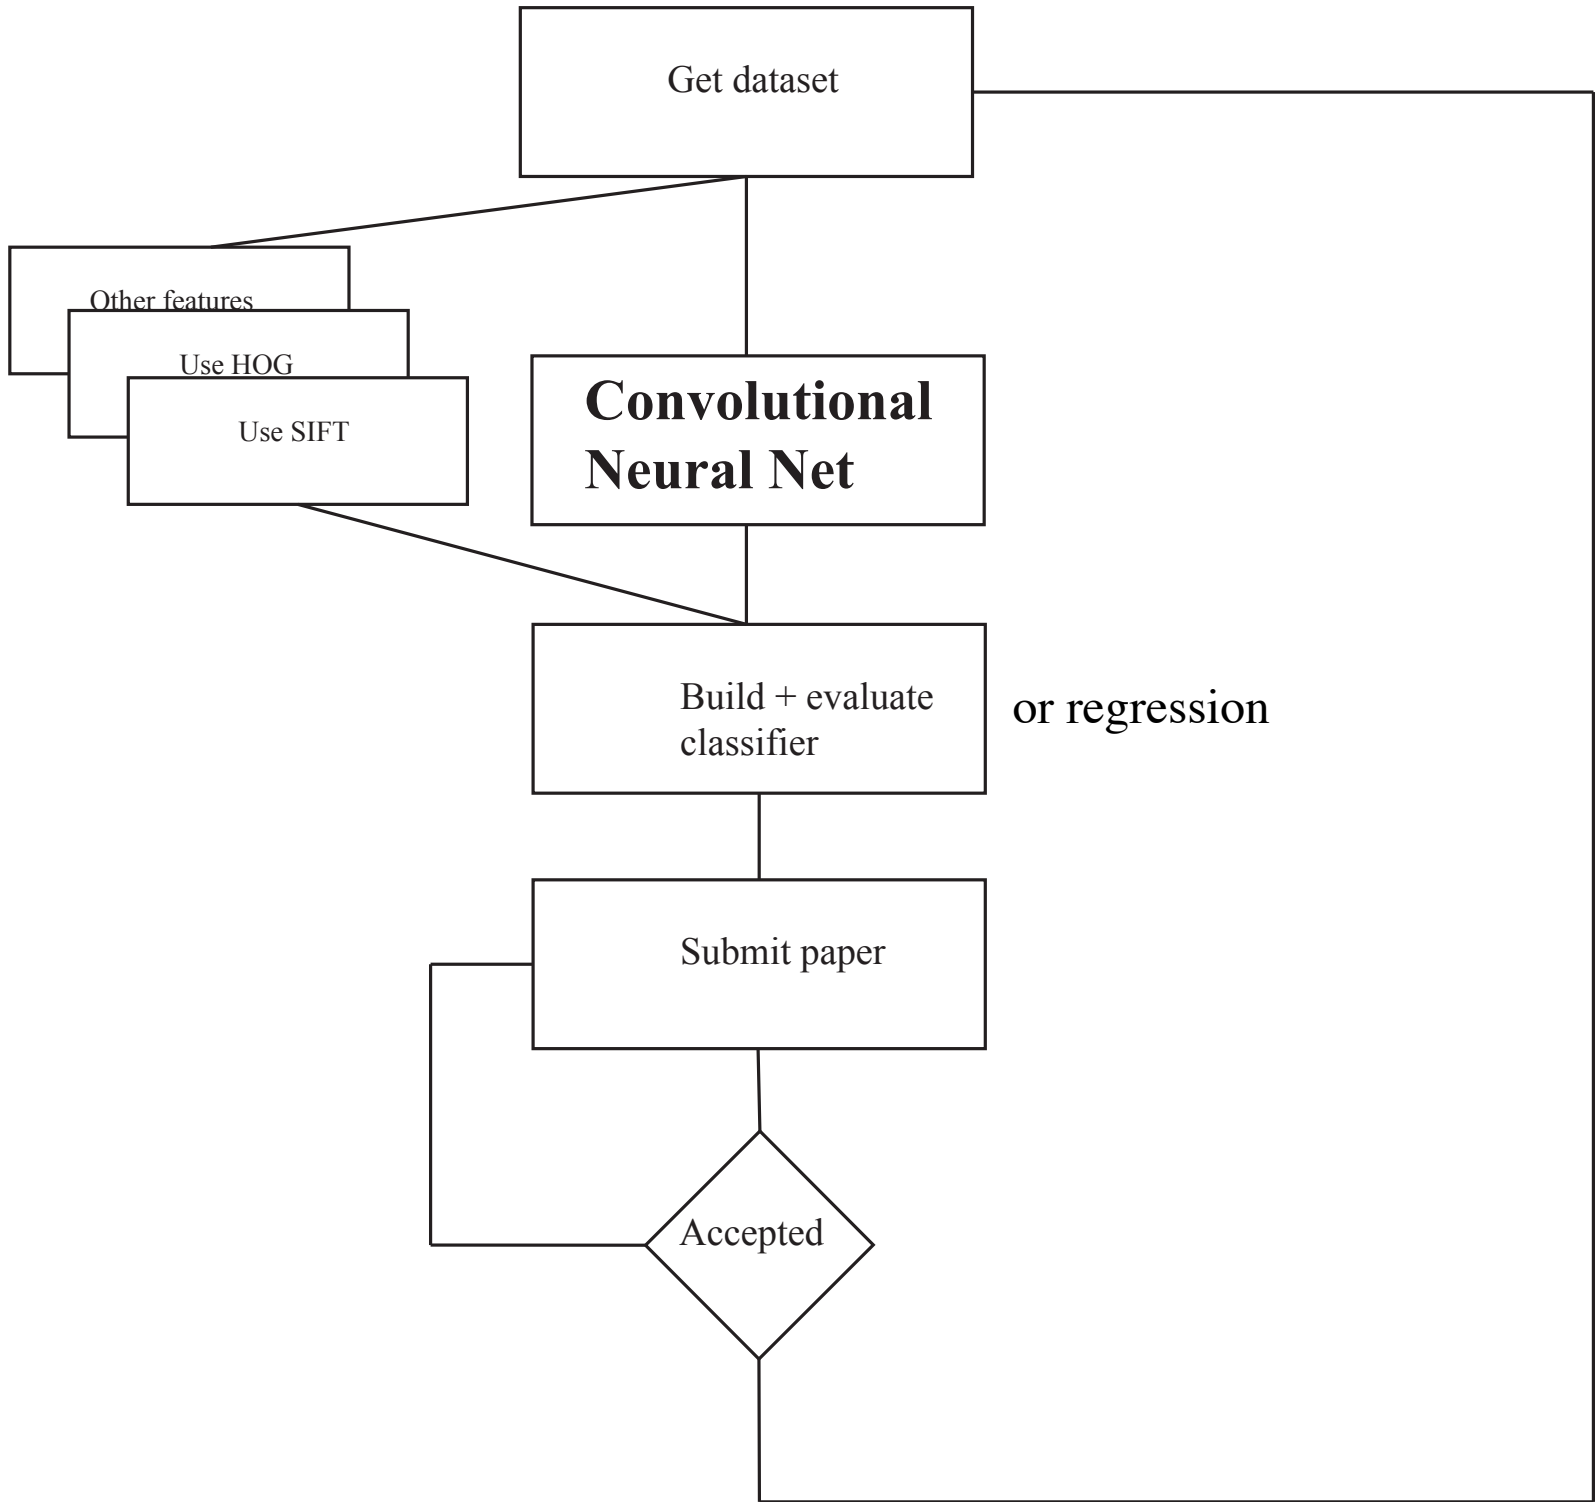 Get dataset
Other features
Use HOG
Use SIFT
Convolutional
Neural Net
Build + evaluate
classifier
or regression
Submit paper
Accepted